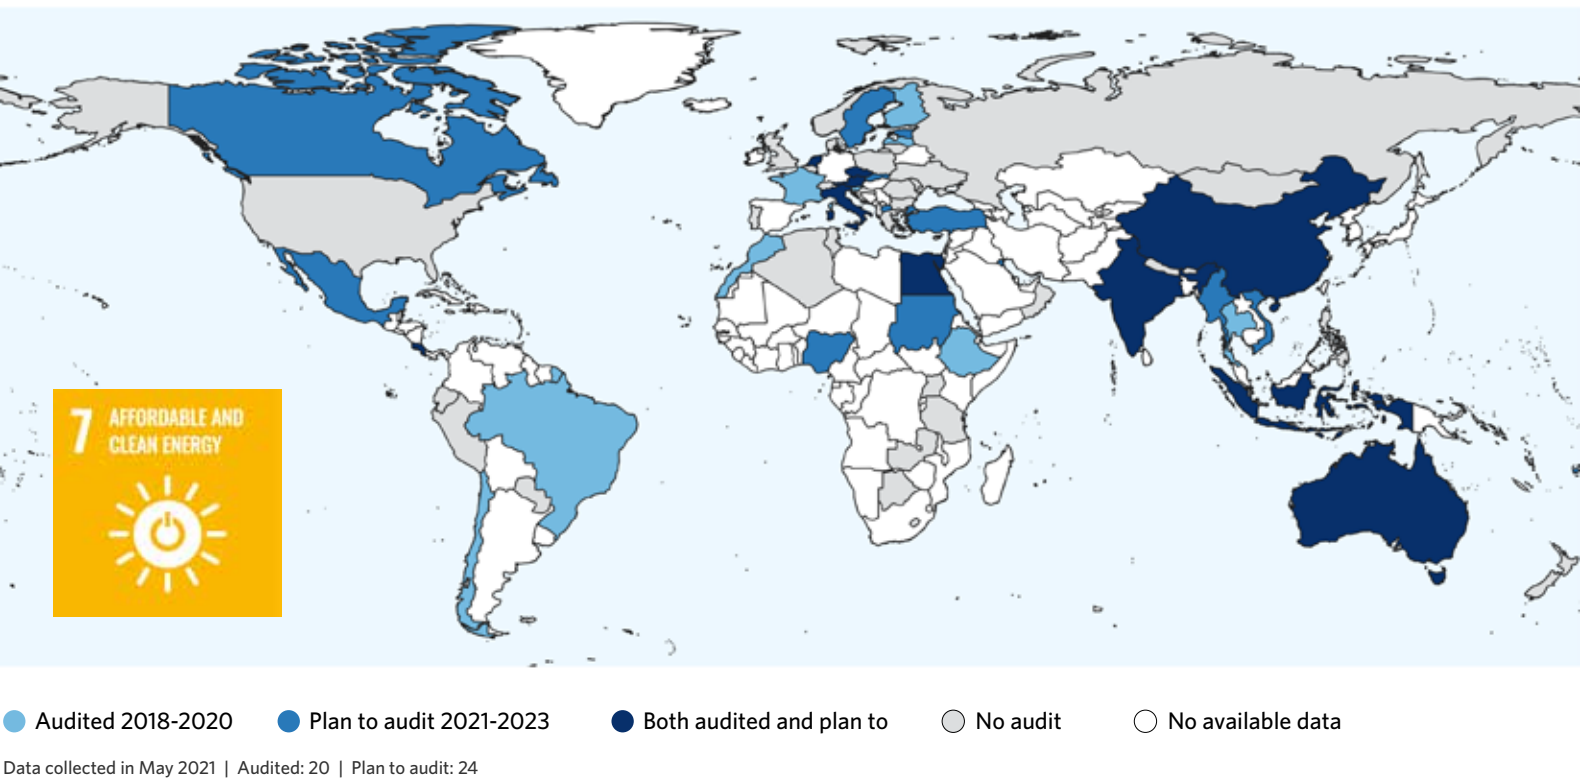 7 AFFORDABLE AND
CLEAN ENERGY
Audited 2018-2020 Plan to audit 2021-2023 Both audited and plan to No audit No available data
Data collected in May 2021 | Audited: 20 | Plan to audit: 24